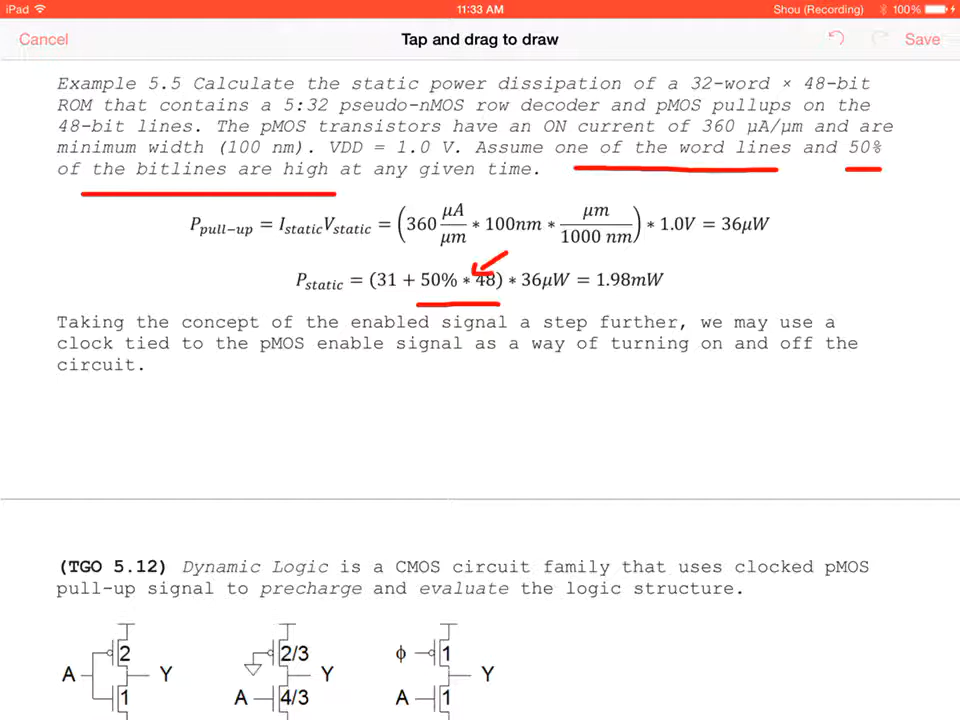 iPad 11:33 AM Shou (Recording) 100%
Cancel Tap and drag to draw Save
Example 5.5 Calculate the static power dissipation of a 32-word × 48-bit
ROM that contains a 5:32 pseudo-nMOS row decoder and pMOS pullups on the
48-bit lines. The pMOS transistors have an ON current of 360 µA/µm and are
minimum width (100 nm). VDD = 1.0 V. Assume one of the word lines and 50%
of the bitlines are high at any given time.
P_pull−up = I_static V_static = (360 µA/µm * 100nm * µm/1000 nm) * 1.0V = 36µW
P_static = (31 + 50% * 48) * 36µW = 1.98mW
Taking the concept of the enabled signal a step further, we may use a
clock tied to the pMOS enable signal as a way of turning on and off the
circuit.
(TGO 5.12) Dynamic Logic is a CMOS circuit family that uses clocked pMOS
pull-up signal to precharge and evaluate the logic structure.
2 2/3 ϕ 1
A Y Y Y
1 A 4/3 A 1